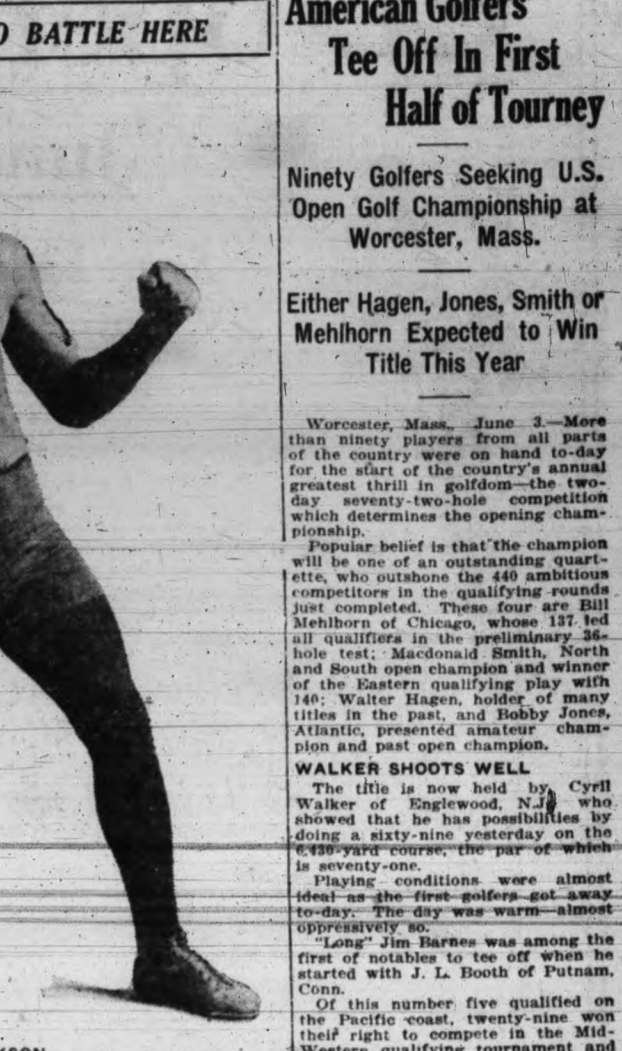 O BATTLE HERE
American Golfers
Tee Off In First
Half of Tourney
Ninety Golfers Seeking U.S.
Open Golf Championship at
Worcester, Mass.
Either Hagen, Jones, Smith or
Mehlhorn Expected to Win
Title This Year
Worcester, Mass., June 3.—More
than ninety players from all parts
of the country were on hand to-day
for the start of the country's annual
greatest thrill in golfdom—the two-
day seventy-two-hole competition
which determines the opening cham-
pionship.
Popular belief is that the champion
will be one of an outstanding quart-
ette, who outshone the 440 ambitious
competitors in the qualifying rounds
just completed. These four are Bill
Mehlhorn of Chicago, whose 137 led
all qualifiers in the preliminary 36-
hole test; Macdonald Smith, North
and South open champion and winner
of the Eastern qualifying play with
140; Walter Hagen, holder of many
titles in the past, and Bobby Jones,
Atlantic, presented amateur cham-
pion and past open champion.
WALKER SHOOTS WELL
The title is now held by Cyril
Walker of Englewood, N.J., who
showed that he has possibilities by
doing a sixty-nine yesterday on the
6,430-yard course, the par of which
is seventy-one.
Playing conditions were almost
ideal as the first golfers got away
to-day. The day was warm—almost
oppressively so.
"Long" Jim Barnes was among the
first of notables to tee off when he
started with J. L. Booth of Putnam,
Conn.
Of this number five qualified on
the Pacific coast, twenty-nine won
their right to compete in the Mid-
Western qualifying tournament and